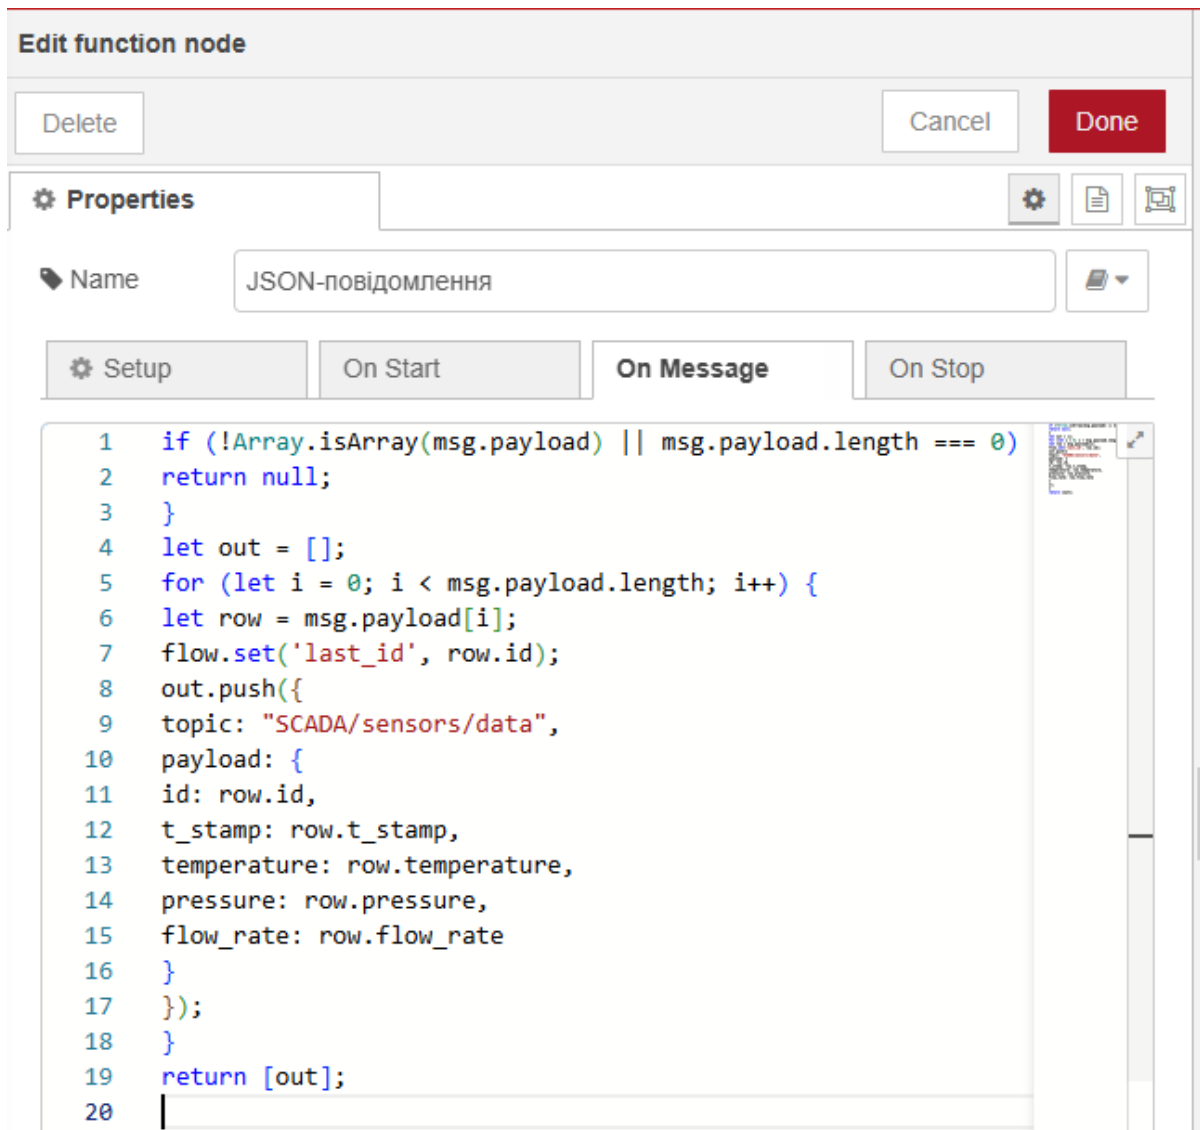 Edit function node
Delete
Cancel
Done
Properties
Name
JSON-повідомлення
Setup
On Start
On Message
On Stop
1 if (!Array.isArray(msg.payload) || msg.payload.length === 0)
2 return null;
3 }
4 let out = [];
5 for (let i = 0; i < msg.payload.length; i++) {
6 let row = msg.payload[i];
7 flow.set('last_id', row.id);
8 out.push({
9 topic: "SCADA/sensors/data",
10 payload: {
11 id: row.id,
12 t_stamp: row.t_stamp,
13 temperature: row.temperature,
14 pressure: row.pressure,
15 flow_rate: row.flow_rate
16 }
17 });
18 }
19 return [out];
20